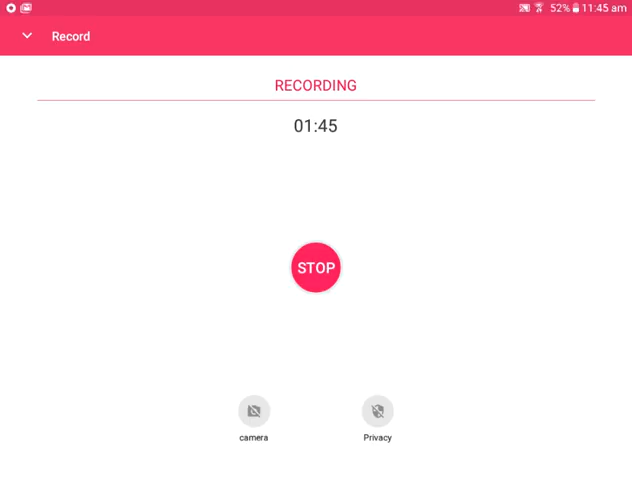 52% 11:45 am
Record
RECORDING
01:45
STOP
camera
Privacy